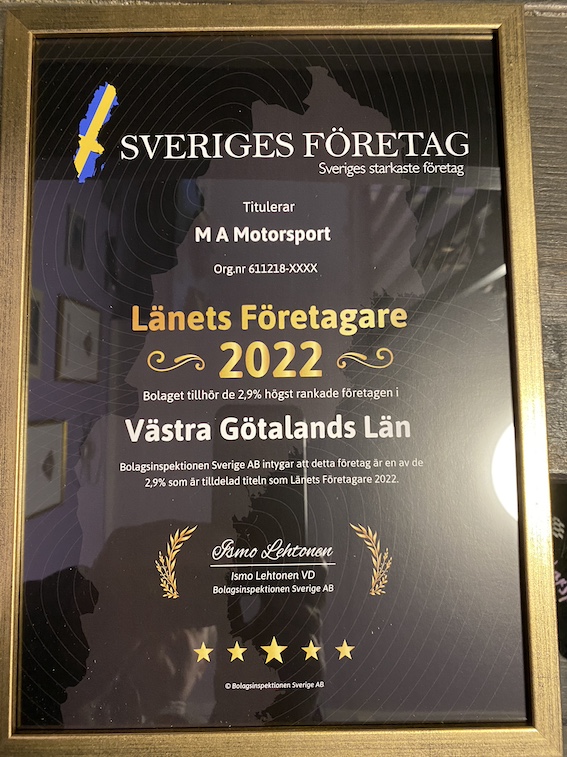 SVERIGES FÖRETAG
Sveriges starkaste företag
Titulerar
M A Motorsport
Org.nr 611218-XXXX
Länets Företagare
2022
Bolaget tillhör de 2,9% högst rankade företagen i
Västra Götalands Län
Bolagsinspektionen Sverige AB intygar att detta företag är en av de
2,9% som är tilldelad titeln som Länets Företagare 2022.
Ismo Lehtonen
Ismo Lehtonen VD
Bolagsinspektionen Sverige AB
© Bolagsinspektionen Sverige AB